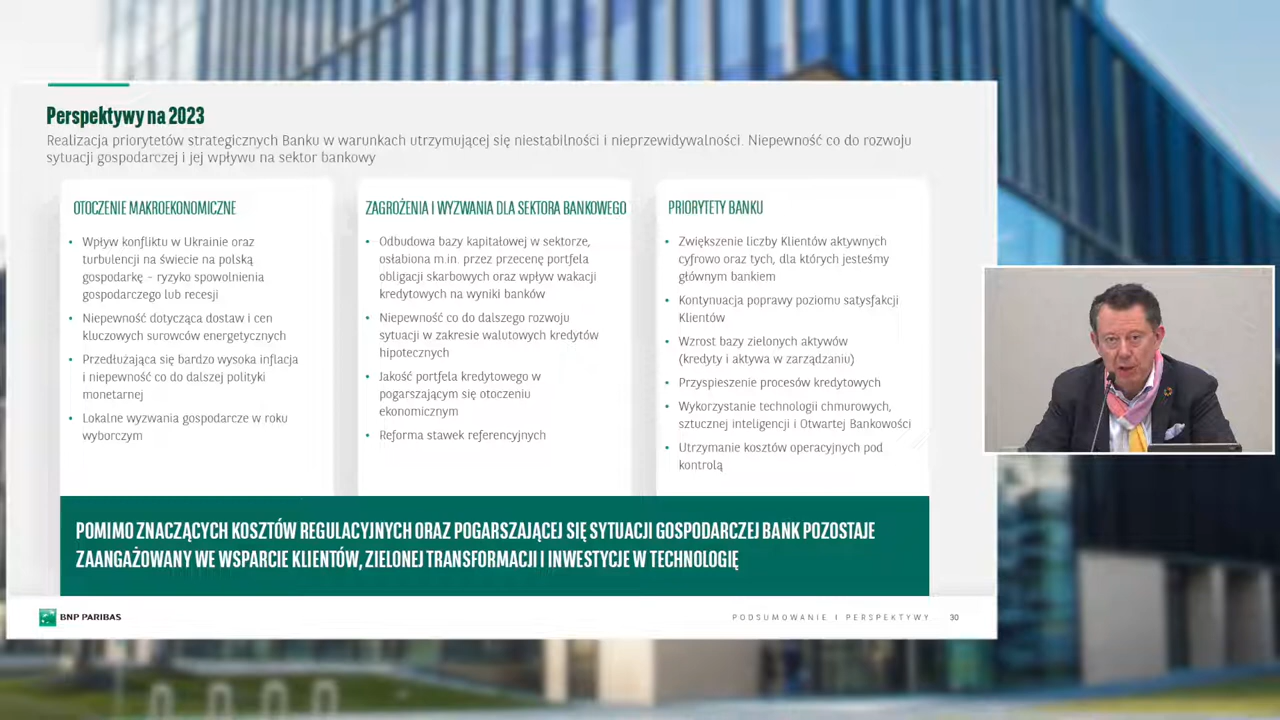 Perspektywy na 2023
Realizacja priorytetów strategicznych Banku w warunkach utrzymującej się niestabilności i nieprzewidywalności. Niepewność co do rozwoju
sytuacji gospodarczej i jej wpływu na sektor bankowy
OTOCZENIE MAKROEKONOMICZNE
• Wpływ konfliktu w Ukrainie oraz
turbulencji na świecie na polską
gospodarkę – ryzyko spowolnienia
gospodarczego lub recesji
• Niepewność dotycząca dostaw i cen
kluczowych surowców energetycznych
• Przedłużająca się bardzo wysoka inflacja
i niepewność co do dalszej polityki
monetarnej
• Lokalne wyzwania gospodarcze w roku
wyborczym
ZAGROŻENIA I WYZWANIA DLA SEKTORA BANKOWEGO
• Odbudowa bazy kapitałowej w sektorze,
osłabiona m.in. przez przecenę portfela
obligacji skarbowych oraz wpływ wakacji
kredytowych na wyniki banków
• Niepewność co do dalszego rozwoju
sytuacji w zakresie walutowych kredytów
hipotecznych
• Jakość portfela kredytowego w
pogarszającym się otoczeniu
ekonomicznym
• Reforma stawek referencyjnych
PRIORYTETY BANKU
• Zwiększenie liczby Klientów aktywnych
cyfrowo oraz tych, dla których jesteśmy
głównym bankiem
• Kontynuacja poprawy poziomu satysfakcji
Klientów
• Wzrost bazy zielonych aktywów
(kredyty i aktywa w zarządzaniu)
• Przyspieszenie procesów kredytowych
• Wykorzystanie technologii chmurowych,
sztucznej inteligencji i Otwartej Bankowości
• Utrzymanie kosztów operacyjnych pod
kontrolą
POMIMO ZNACZĄCYCH KOSZTÓW REGULACYJNYCH ORAZ POGARSZAJĄCEJ SIĘ SYTUACJI GOSPODARCZEJ BANK POZOSTAJE
ZAANGAŻOWANY WE WSPARCIE KLIENTÓW, ZIELONEJ TRANSFORMACJI I INWESTYCJE W TECHNOLOGIĘ
BNP PARIBAS
PODSUMOWANIE I PERSPEKTYWY 30